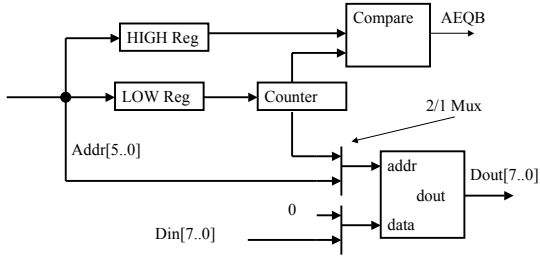 Compare
AEQB
HIGH Reg
LOW Reg
Counter
2/1 Mux
Addr[5..0]
addr
Dout[7..0]
dout
0
data
Din[7..0]